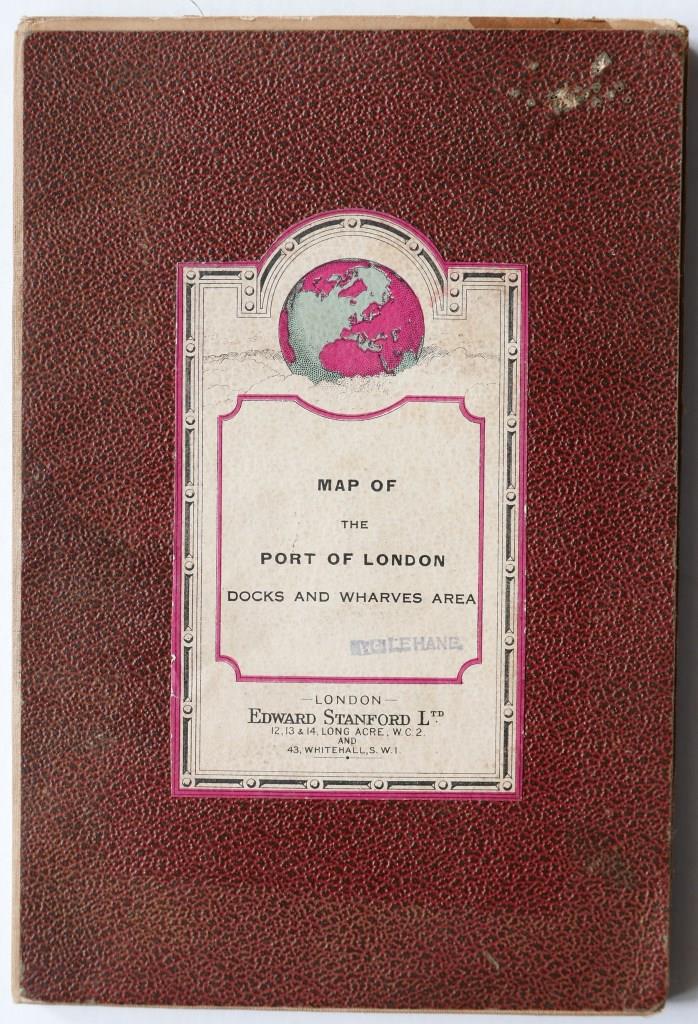 MAP OF
THE
PORT OF LONDON
DOCKS AND WHARVES AREA
LEHANE.
—LONDON—
EDWARD STANFORD LTD
12, 13 & 14, LONG ACRE, W.C. 2.
AND
43, WHITEHALL, S. W. 1.